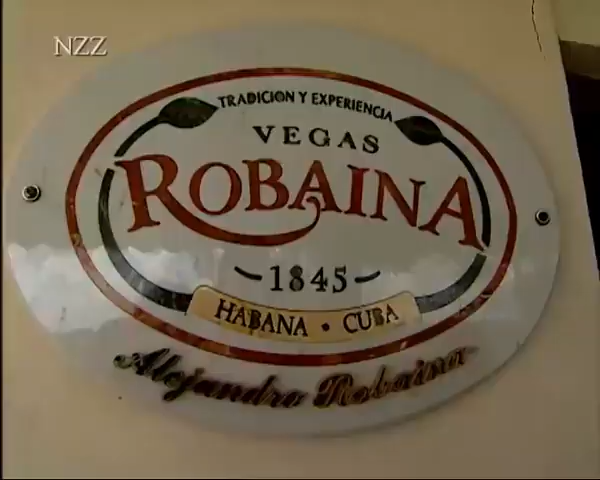 NZZ
TRADICION Y EXPERIENCIA
VEGAS
ROBAINA
1845
HABANA • CUBA
Alejandro Robaina